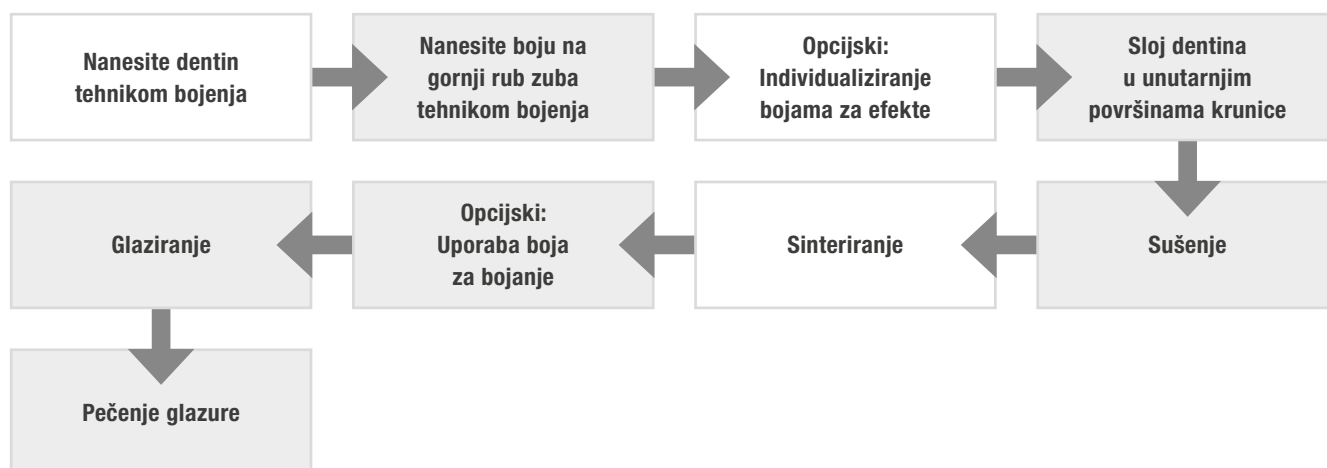 Nanesite dentin
tehnikom bojenja
Nanesite boju na
gornji rub zuba
tehnikom bojenja
Opcijski:
Individualiziranje
bojama za efekte
Sloj dentina
u unutarnjim
površinama krunice
Sušenje
Sinteriranje
Opcijski:
Uporaba boja
za bojanje
Glaziranje
Pečenje glazure